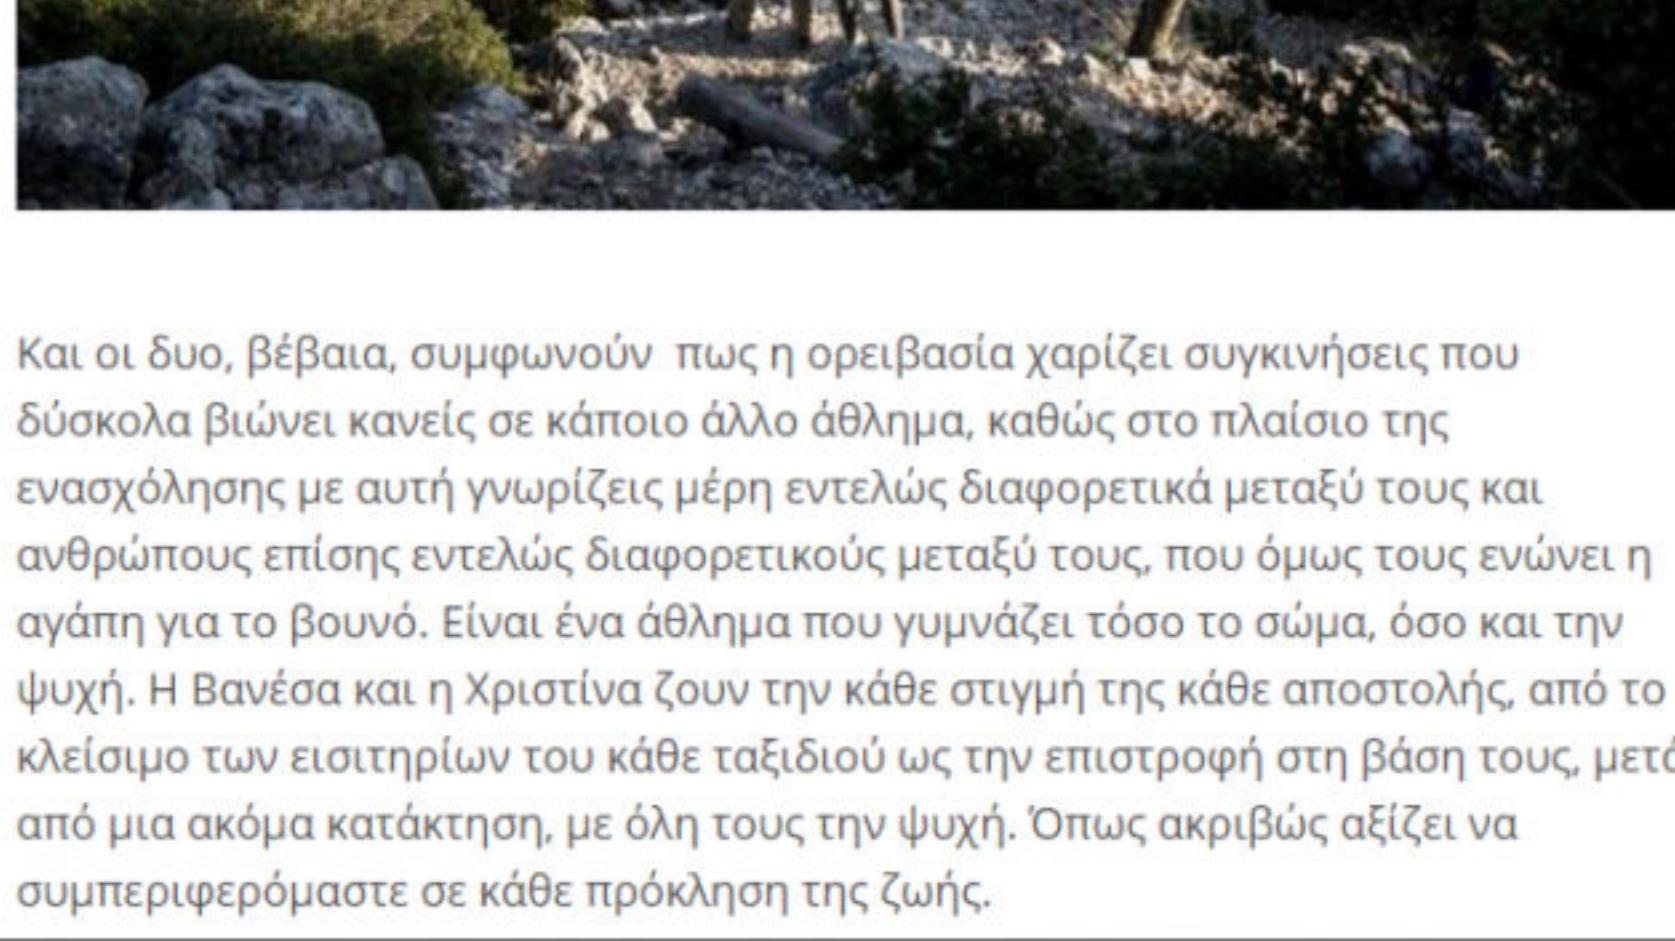 Και οι δυο, βέβαια, συμφωνούν  πως η ορειβασία χαρίζει συγκινήσεις που
δύσκολα βιώνει κανείς σε κάποιο άλλο άθλημα, καθώς στο πλαίσιο της
ενασχόλησης με αυτή γνωρίζεις μέρη εντελώς διαφορετικά μεταξύ τους και
ανθρώπους επίσης εντελώς διαφορετικούς μεταξύ τους, που όμως τους ενώνει η
αγάπη για το βουνό. Είναι ένα άθλημα που γυμνάζει τόσο το σώμα, όσο και την
ψυχή. Η Βανέσα και η Χριστίνα ζουν την κάθε στιγμή της κάθε αποστολής, από το
κλείσιμο των εισιτηρίων του κάθε ταξιδιού ως την επιστροφή στη βάση τους, μετά
από μια ακόμα κατάκτηση, με όλη τους την ψυχή. Όπως ακριβώς αξίζει να
συμπεριφερόμαστε σε κάθε πρόκληση της ζωής.